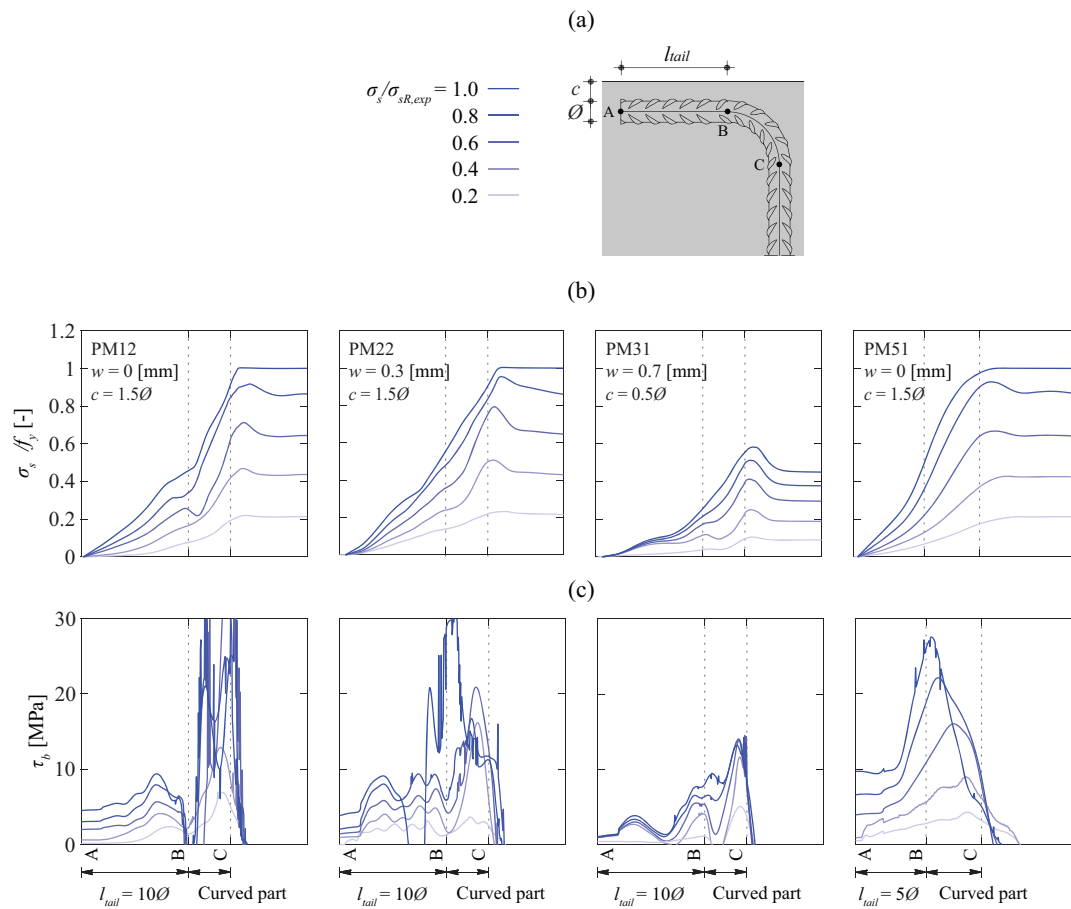 (a)
l_tail
σ_s/σ_sR,exp = 1.0
0.8
0.6
0.4
0.2
c
Ø
A
B
C
(b)
σ_s /f_y [-]
1.2
1
0.8
0.6
0.4
0.2
0
PM12
w = 0 [mm]
c = 1.5Ø
PM22
w = 0.3 [mm]
c = 1.5Ø
PM31
w = 0.7 [mm]
c = 0.5Ø
PM51
w = 0 [mm]
c = 1.5Ø
(c)
τ_b [MPa]
30
20
10
0
A B C
l_tail = 10Ø Curved part
A B C
l_tail = 10Ø Curved part
A B C
l_tail = 10Ø Curved part
A B C
l_tail = 5Ø Curved part